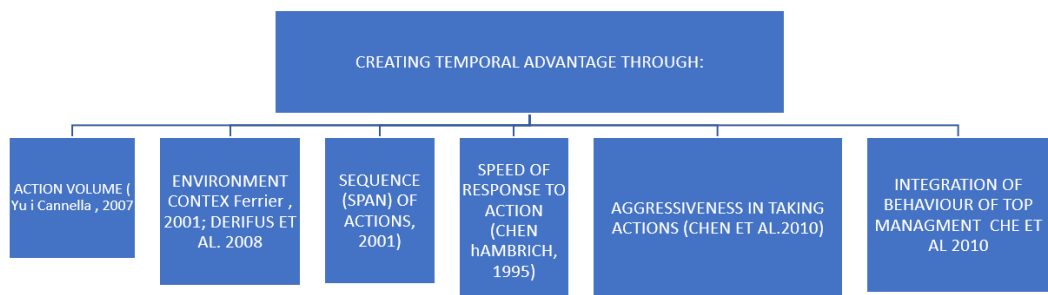 CREATING TEMPORAL ADVANTAGE THROUGH:
ACTION VOLUME (
Yu i Cannella , 2007
ENVIRONMENT
CONTEX Ferrier ,
2001; DERIFUS ET
AL. 2008
SEQUENCE
(SPAN) OF
ACTIONS,
2001)
SPEED OF
RESPONSE TO
ACTION
(CHEN
hAMBRICH,
1995)
AGGRESSIVENESS IN TAKING
ACTIONS (CHEN ET AL.2010)
INTEGRATION OF
BEHAVIOUR OF TOP
MANAGMENT CHE ET
AL 2010